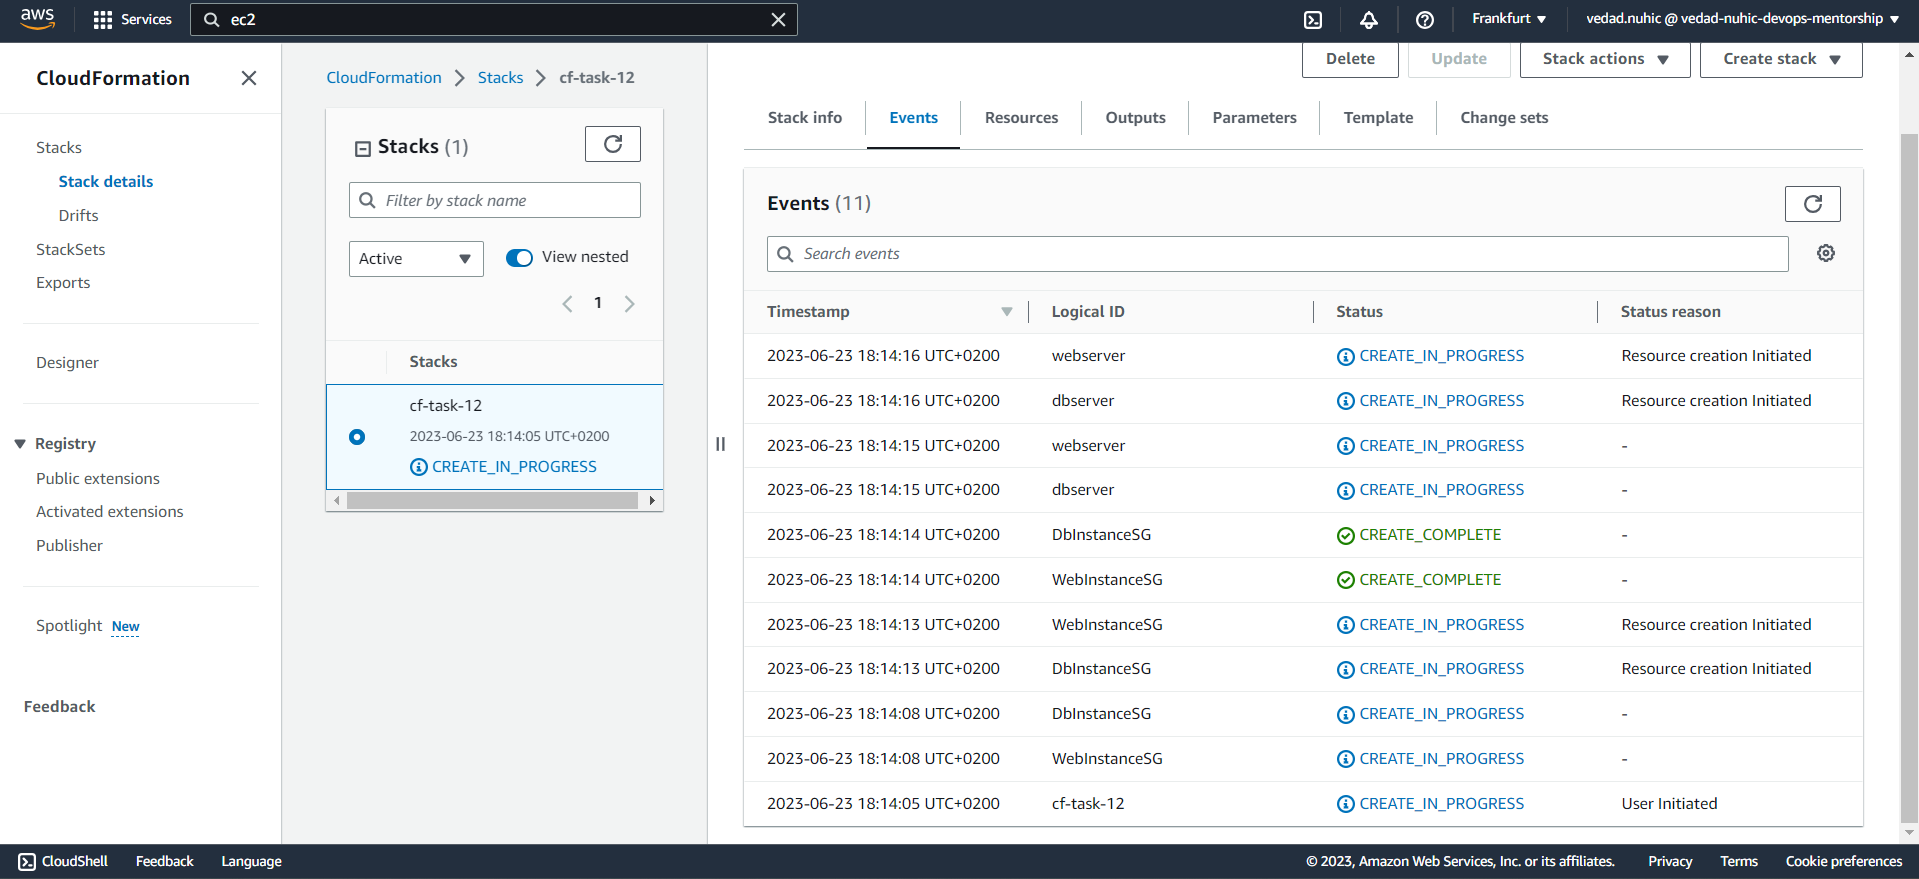 aws Services ec2 Frankfurt ▼ vedad.nuhic @ vedad-nuhic-devops-mentorship ▼
CloudFormation
Stacks
Stack details
Drifts
StackSets
Exports
Designer
Registry
Public extensions
Activated extensions
Publisher
Spotlight New
Feedback
CloudFormation Stacks cf-task-12
Stacks (1)
Filter by stack name
Active View nested
1
Stacks
cf-task-12
2023-06-23 18:14:05 UTC+0200
CREATE_IN_PROGRESS
Delete Update Stack actions Create stack
Stack info Events Resources Outputs Parameters Template Change sets
Events (11)
Search events
Timestamp Logical ID Status Status reason
2023-06-23 18:14:16 UTC+0200 webserver CREATE_IN_PROGRESS Resource creation Initiated
2023-06-23 18:14:16 UTC+0200 dbserver CREATE_IN_PROGRESS Resource creation Initiated
2023-06-23 18:14:15 UTC+0200 webserver CREATE_IN_PROGRESS -
2023-06-23 18:14:15 UTC+0200 dbserver CREATE_IN_PROGRESS -
2023-06-23 18:14:14 UTC+0200 DbInstanceSG CREATE_COMPLETE -
2023-06-23 18:14:14 UTC+0200 WebInstanceSG CREATE_COMPLETE -
2023-06-23 18:14:13 UTC+0200 WebInstanceSG CREATE_IN_PROGRESS Resource creation Initiated
2023-06-23 18:14:13 UTC+0200 DbInstanceSG CREATE_IN_PROGRESS Resource creation Initiated
2023-06-23 18:14:08 UTC+0200 DbInstanceSG CREATE_IN_PROGRESS -
2023-06-23 18:14:08 UTC+0200 WebInstanceSG CREATE_IN_PROGRESS -
2023-06-23 18:14:05 UTC+0200 cf-task-12 CREATE_IN_PROGRESS User Initiated
CloudShell Feedback Language © 2023, Amazon Web Services, Inc. or its affiliates. Privacy Terms Cookie preferences